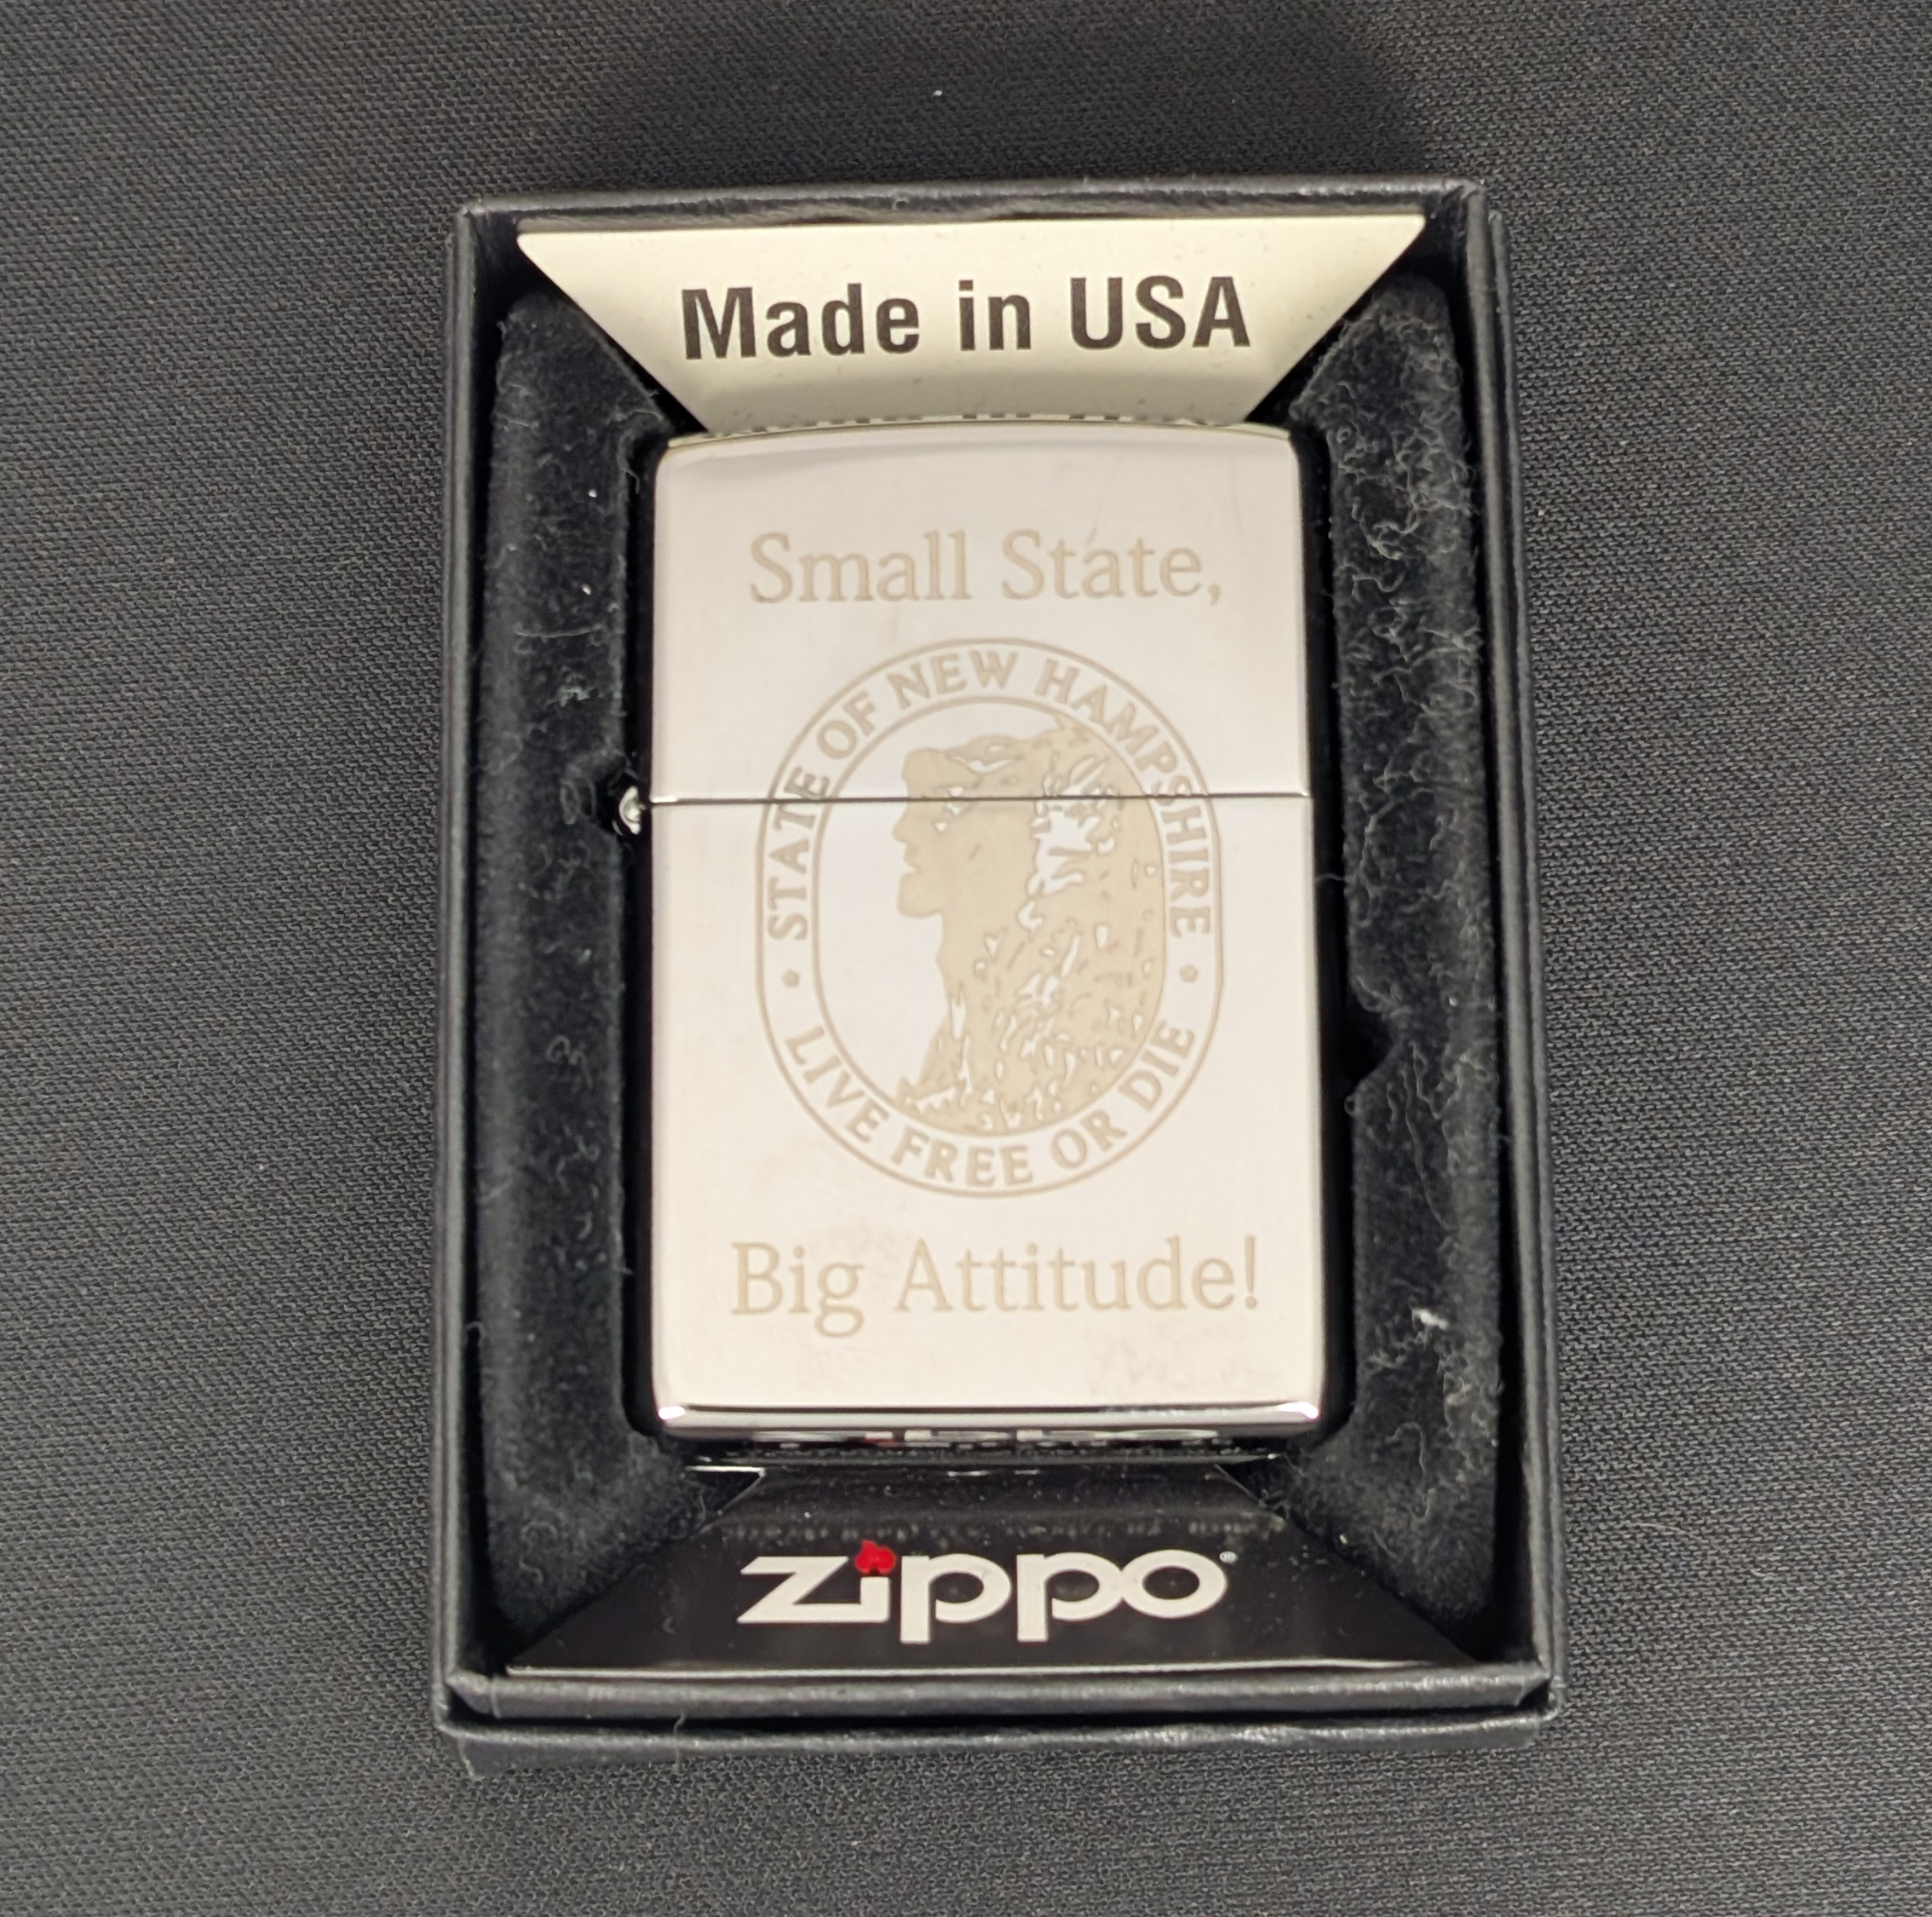 Made in USA
Small State,
STATE OF NEW HAMPSHIRE
• LIVE FREE OR DIE •
Big Attitude!
zippo®